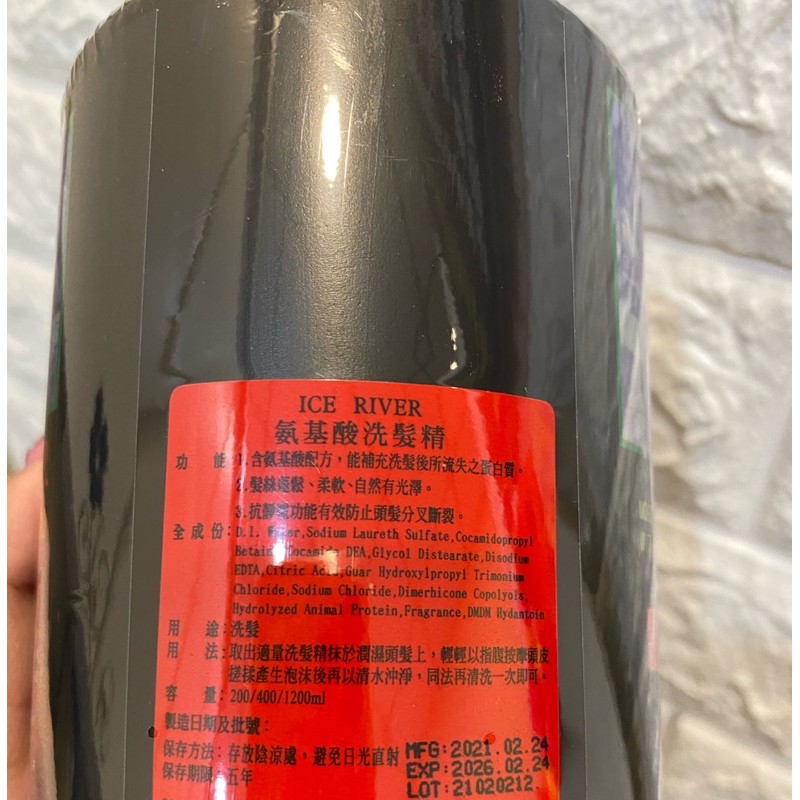 ICE RIVER
氨基酸洗髮精
功 能:1.含氨基酸配方，能補充洗髮後所流失之蛋白質。
2.髮絲蓬鬆、柔軟、自然有光澤。
3.抗靜電功能有效防止頭髮分叉斷裂。
全成份:D.I. Water,Sodium Laureth Sulfate,Cocamidopropyl
Betain,Cocamide DEA,Glycol Distearate,Disodium
EDTA,Citric Acid,Guar Hydroxylpropyl Trimonium
Chloride,Sodium Chloride,Dimerhicone Copolyols,
Hydrolyzed Animal Protein,Fragrance,DMDM Hydantoin
用 途:洗髮
用 法:取出適量洗髮精抹於潤濕頭髮上，輕輕以指腹按摩頭皮
搓揉產生泡沫後再以清水沖淨，同法再清洗一次即可。
容 量:200/400/1200ml
製造日期及批號:
保存方法:存放陰涼處，避免日光直射
保存期限:五年
MFG:2021.02.24
EXP:2026.02.24
LOT:21020212